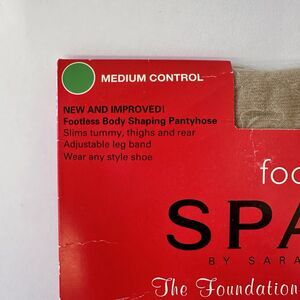 MEDIUM CONTROL
NEW AND IMPROVED!
Footless Body Shaping Pantyhose
Slims tummy, thighs and rear
Adjustable leg band
Wear any style shoe
foo
SPA
BY SARA
The Foundation